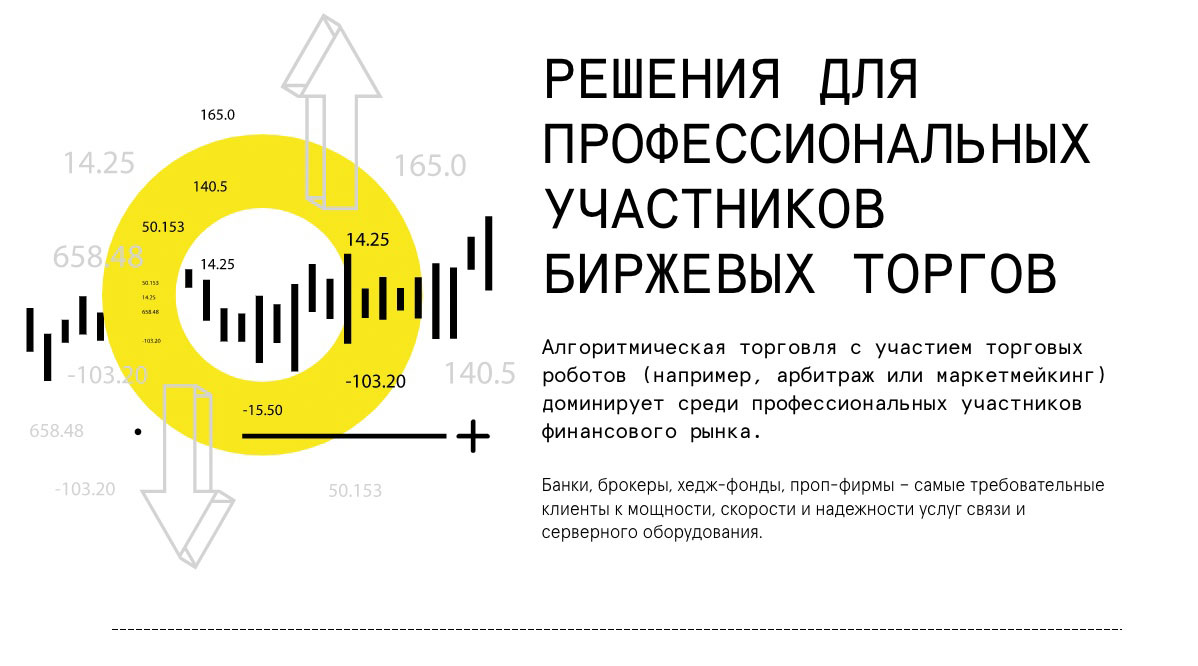 165.0
14.25
165.0
140.5
50.153
14.25
658.48
14.25
50.153
14.25
658.48
-103.20
-103.20
-103.20
140.5
-15.50
658.48
-103.20
50.153
РЕШЕНИЯ ДЛЯ
ПРОФЕССИОНАЛЬНЫХ
УЧАСТНИКОВ
БИРЖЕВЫХ ТОРГОВ
Алгоритмическая торговля с участием торговых
роботов (например, арбитраж или маркетмейкинг)
доминирует среди профессиональных участников
финансового рынка.
Банки, брокеры, хедж-фонды, проп-фирмы – самые требовательные
клиенты к мощности, скорости и надежности услуг связи и
серверного оборудования.